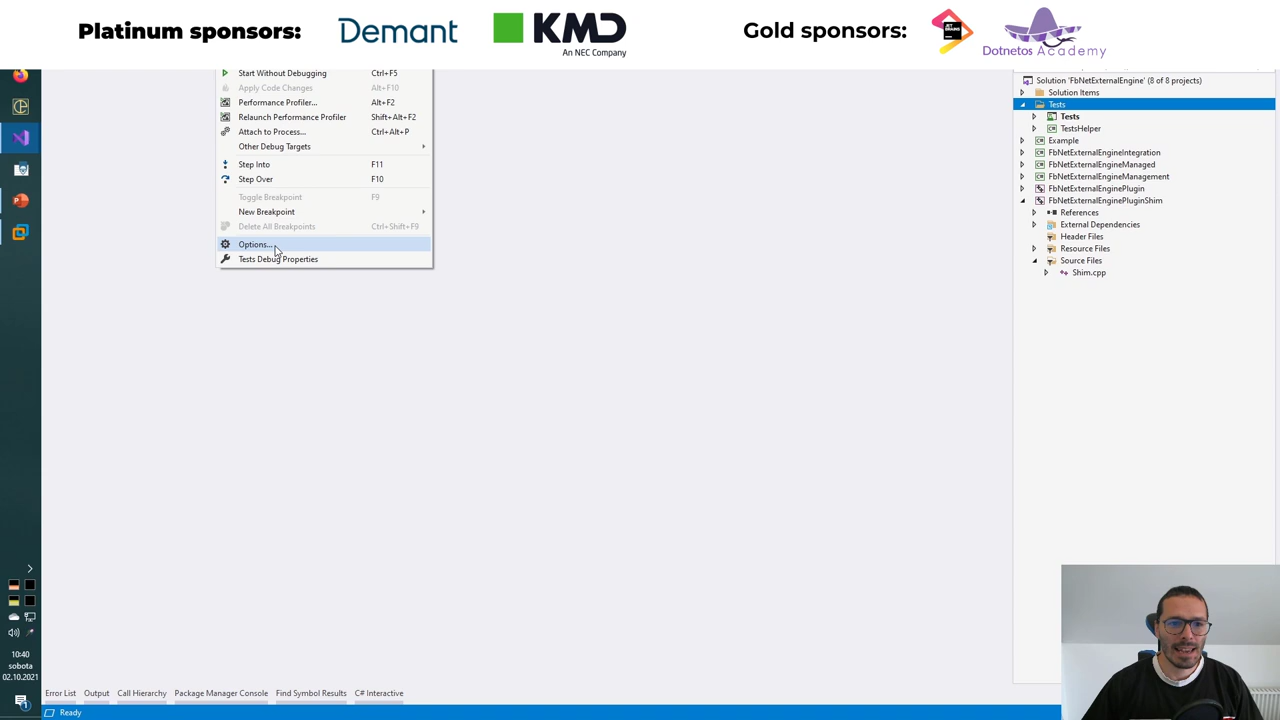 Platinum sponsors:
Demant
KMD
An NEC Company
Gold sponsors:
JET BRAINS
Dotnetos Academy
Start Without Debugging Ctrl+F5
Apply Code Changes Alt+F10
Performance Profiler... Alt+F2
Relaunch Performance Profiler Shift+Alt+F2
Attach to Process... Ctrl+Alt+P
Other Debug Targets
Step Into F11
Step Over F10
Toggle Breakpoint F9
New Breakpoint
Delete All Breakpoints Ctrl+Shift+F9
Options...
Tests Debug Properties
Solution 'FbNetExternalEngine' (8 of 8 projects)
Solution Items
Tests
Tests
TestsHelper
Example
FbNetExternalEngineIntegration
FbNetExternalEngineManaged
FbNetExternalEngineManagement
FbNetExternalEnginePlugin
FbNetExternalEnginePluginShim
References
External Dependencies
Header Files
Resource Files
Source Files
Shim.cpp
10:40
sobota
02.10.2021
Error List Output Call Hierarchy Package Manager Console Find Symbol Results C# Interactive
Ready